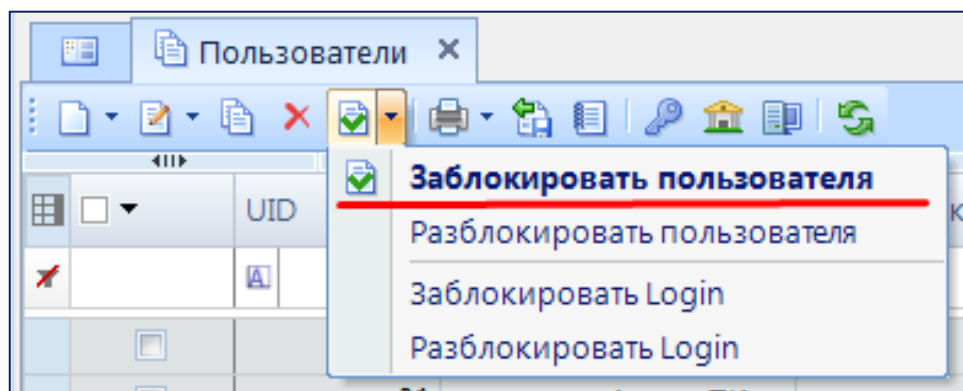 Пользователи
Заблокировать пользователя
UID
Разблокировать пользователя
Заблокировать Login
Разблокировать Login